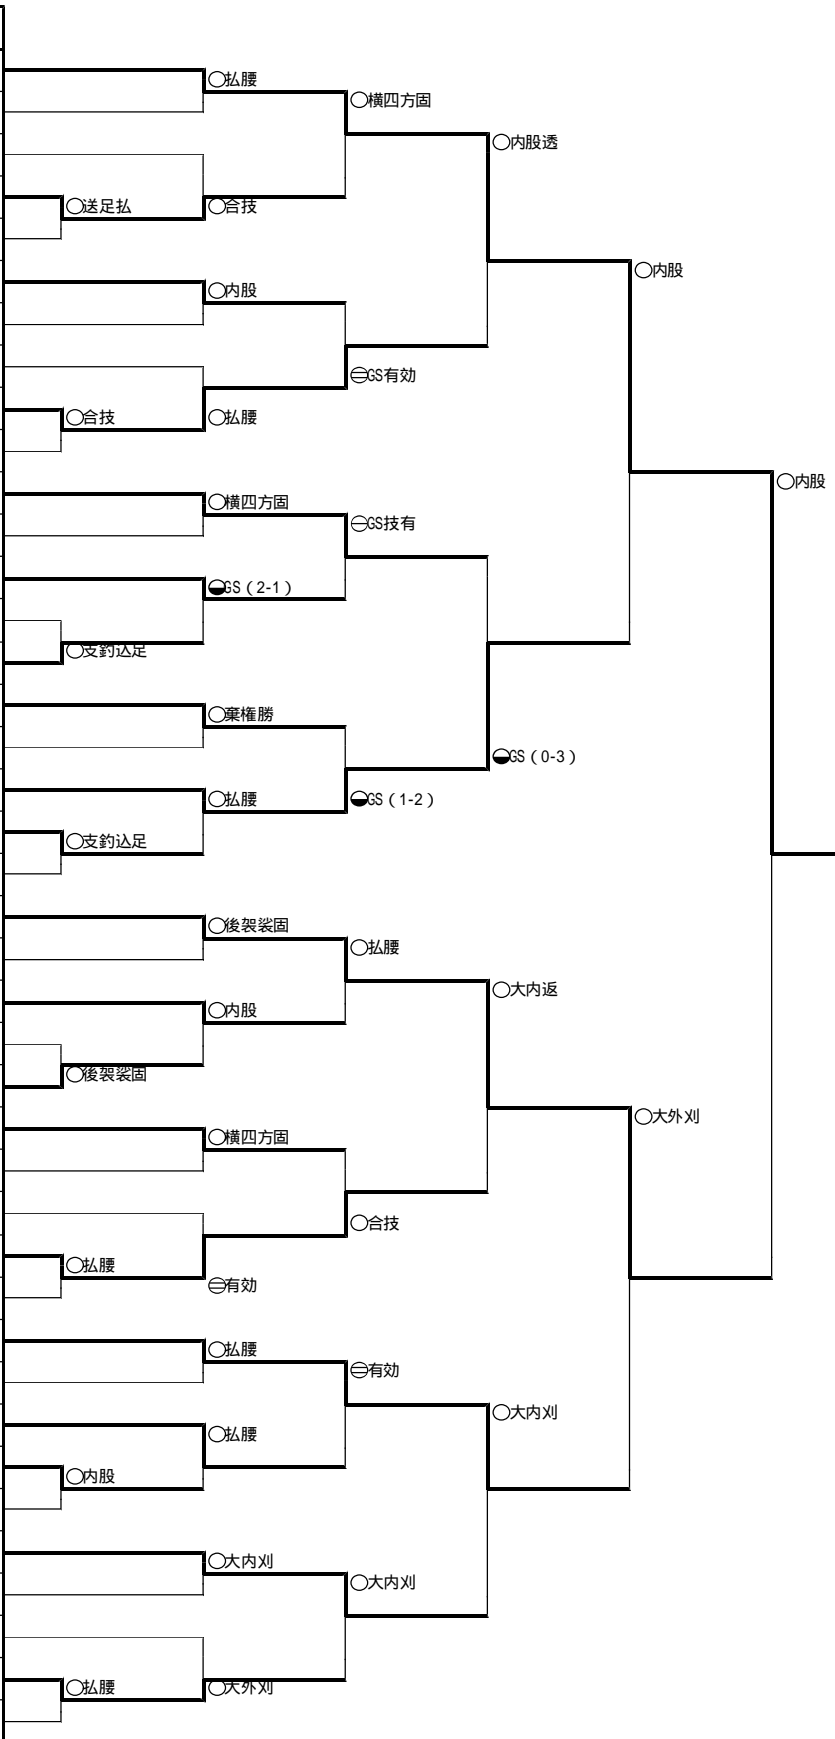 ○払腰
○横四方固
○内股透
○送足払
○合技
○内股
○内股
⊖GS有効
○合技
○払腰
○内股
○横四方固
⊖GS技有
◒GS（2-1）
○支釣込足
○棄権勝
◒GS（0-3）
○払腰
◒GS（1-2）
○支釣込足
○後袈裟固
○払腰
○大内返
○内股
○後袈裟固
○大外刈
○横四方固
○合技
○払腰
⊖有効
○払腰
⊖有効
○大内刈
○払腰
○内股
○大内刈
○大内刈
○払腰
○大外刈